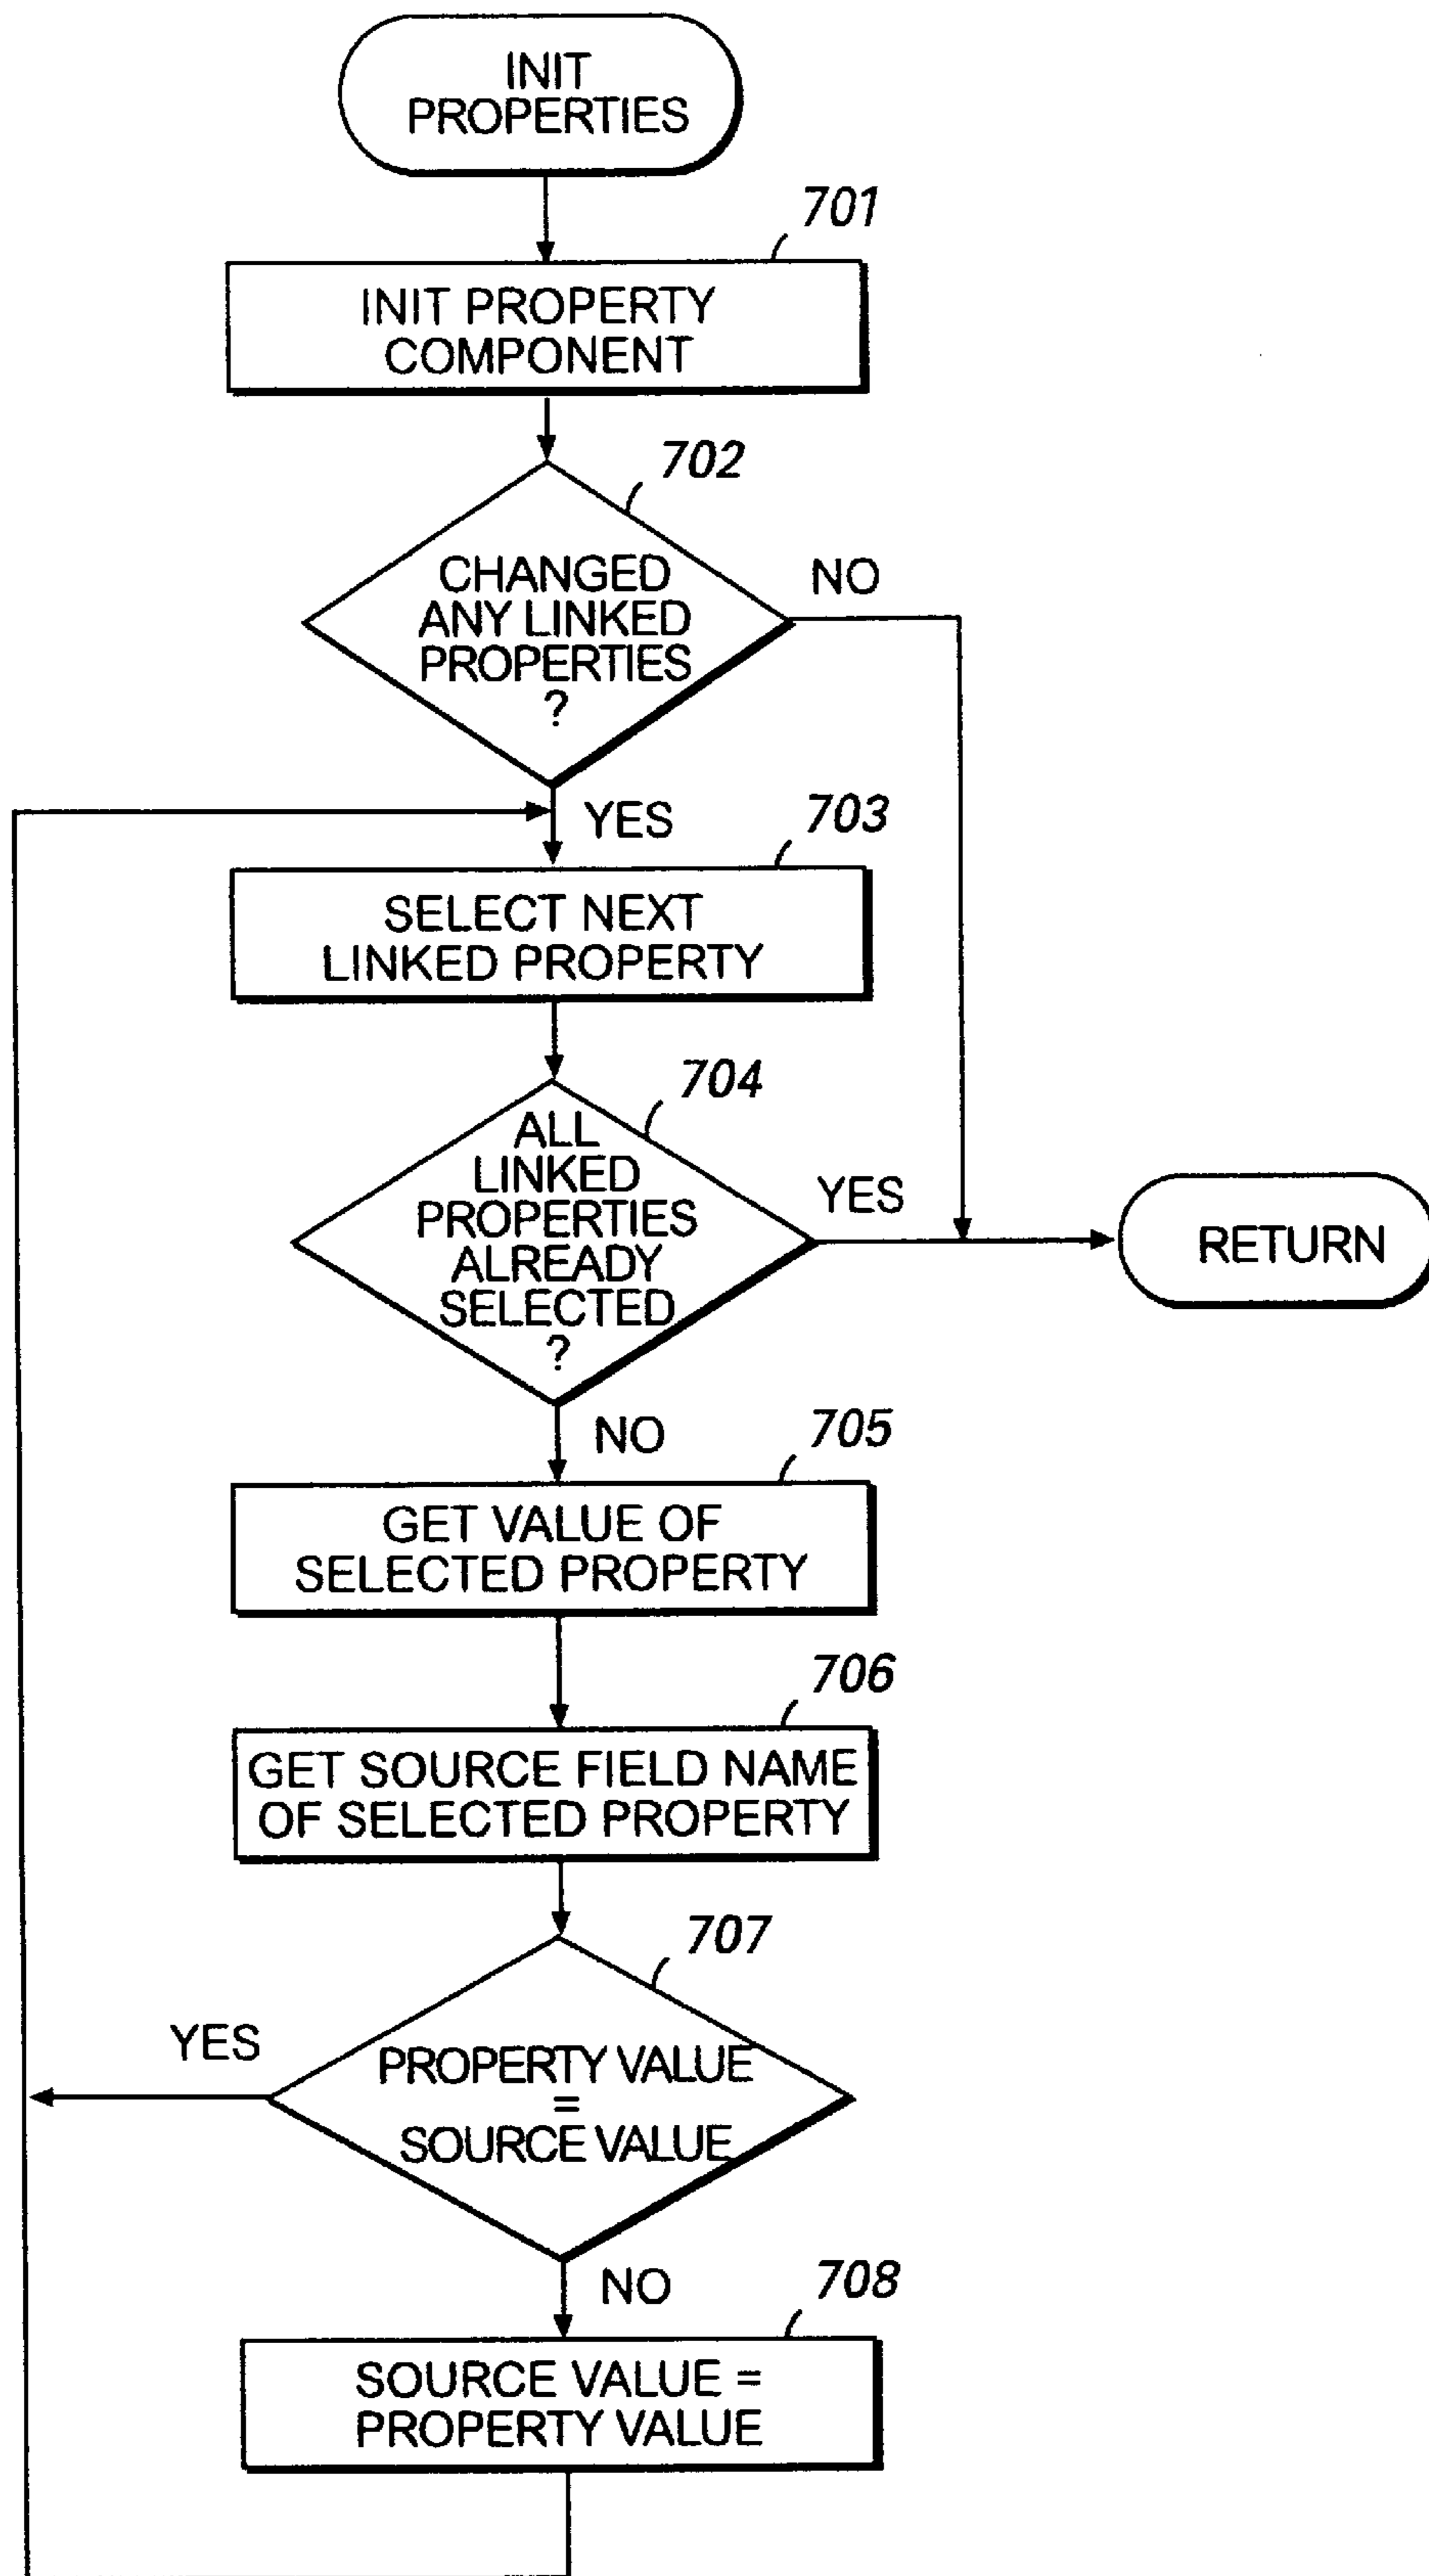 INIT
PROPERTIES
701
INIT PROPERTY
COMPONENT
702
CHANGED
ANY LINKED
PROPERTIES
?
NO
YES
703
SELECT NEXT
LINKED PROPERTY
704
ALL
LINKED
PROPERTIES
ALREADY
SELECTED
?
YES
RETURN
NO
705
GET VALUE OF
SELECTED PROPERTY
706
GET SOURCE FIELD NAME
OF SELECTED PROPERTY
707
YES
PROPERTY VALUE
=
SOURCE VALUE
NO
708
SOURCE VALUE =
PROPERTY VALUE